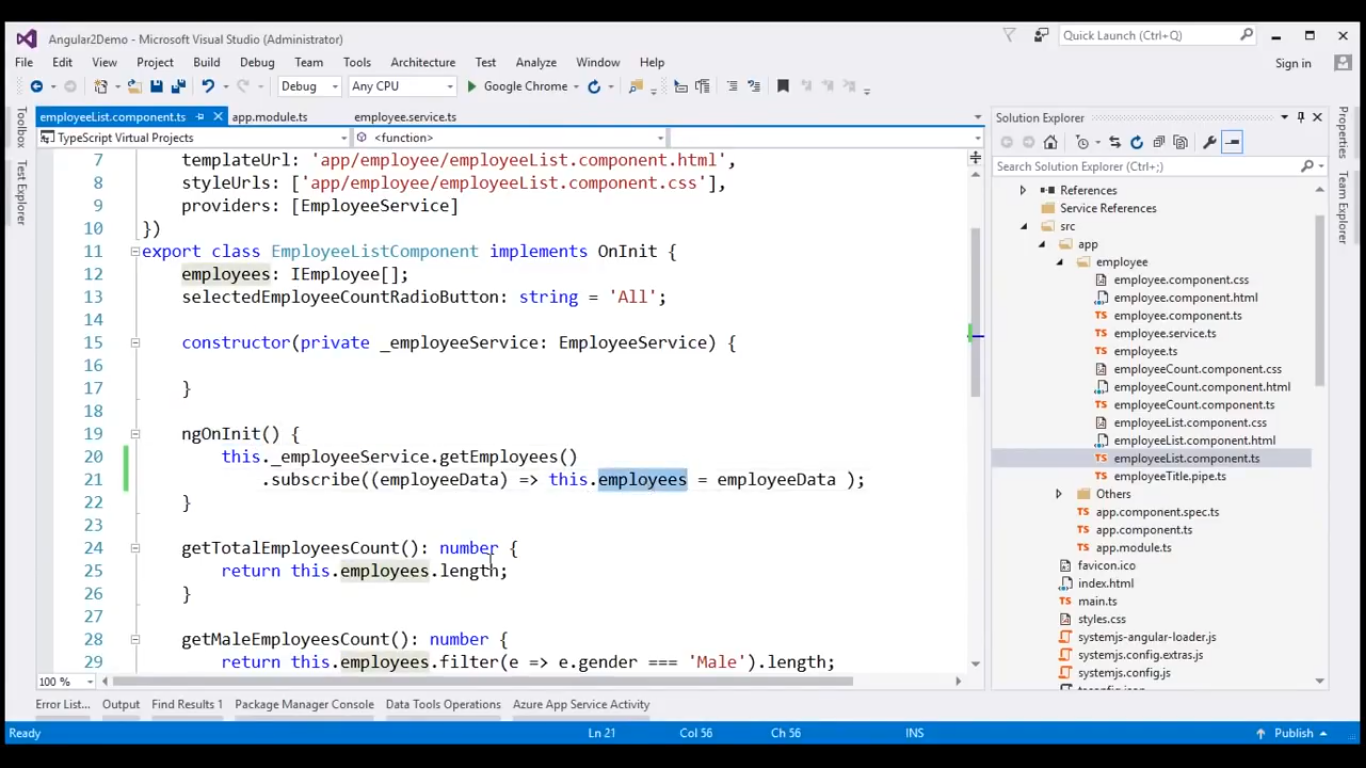 Angular2Demo - Microsoft Visual Studio (Administrator)
Quick Launch (Ctrl+Q)
File Edit View Project Build Debug Team Tools Architecture Test Analyze Window Help
Sign in
Debug Any CPU Google Chrome
employeeList.component.ts app.module.ts employee.service.ts
TypeScript Virtual Projects <function>
Toolbox
Test Explorer
7 templateUrl: 'app/employee/employeeList.component.html',
8 styleUrls: ['app/employee/employeeList.component.css'],
9 providers: [EmployeeService]
10 })
11 export class EmployeeListComponent implements OnInit {
12 employees: IEmployee[];
13 selectedEmployeeCountRadioButton: string = 'All';
14
15 constructor(private _employeeService: EmployeeService) {
16
17 }
18
19 ngOnInit() {
20 this._employeeService.getEmployees()
21 .subscribe((employeeData) => this.employees = employeeData );
22 }
23
24 getTotalEmployeesCount(): number {
25 return this.employees.length;
26 }
27
28 getMaleEmployeesCount(): number {
29 return this.employees.filter(e => e.gender === 'Male').length;
100 %
Solution Explorer
Search Solution Explorer (Ctrl+;)
References
Service References
src
app
employee
employee.component.css
employee.component.html
employee.component.ts
employee.service.ts
employee.ts
employeeCount.component.css
employeeCount.component.html
employeeCount.component.ts
employeeList.component.css
employeeList.component.html
employeeList.component.ts
employeeTitle.pipe.ts
Others
app.component.spec.ts
app.component.ts
app.module.ts
favicon.ico
index.html
main.ts
styles.css
systemjs-angular-loader.js
systemjs.config.extras.js
systemjs.config.js
Properties
Team Explorer
Error List... Output Find Results 1 Package Manager Console Data Tools Operations Azure App Service Activity
Ready Ln 21 Col 56 Ch 56 INS Publish